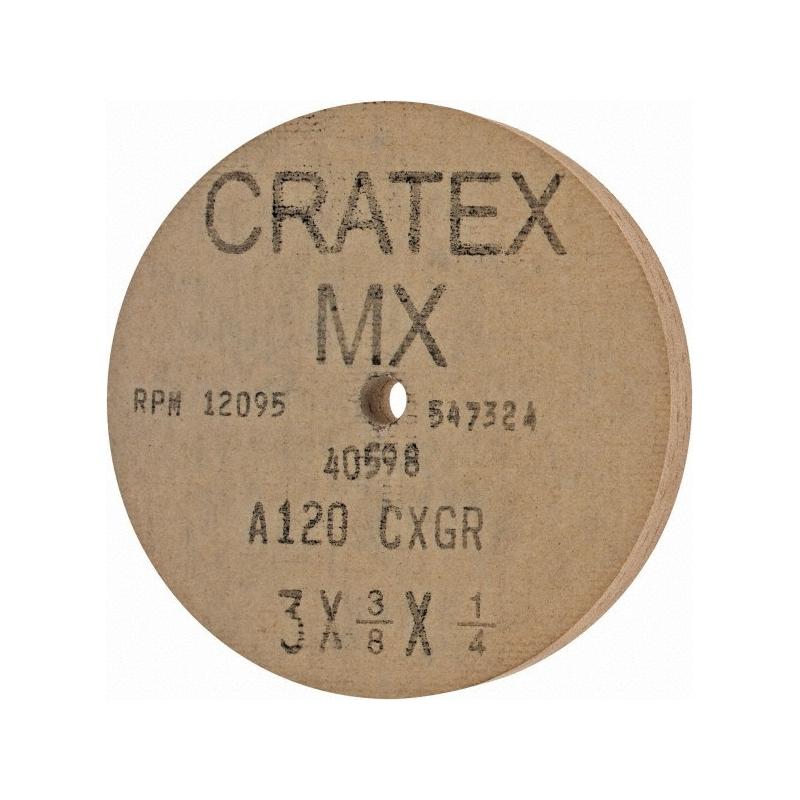 CRATEX
MX
RPM 12095 547324
40598
A120 CXGR
3 X 3/8 X 1/4